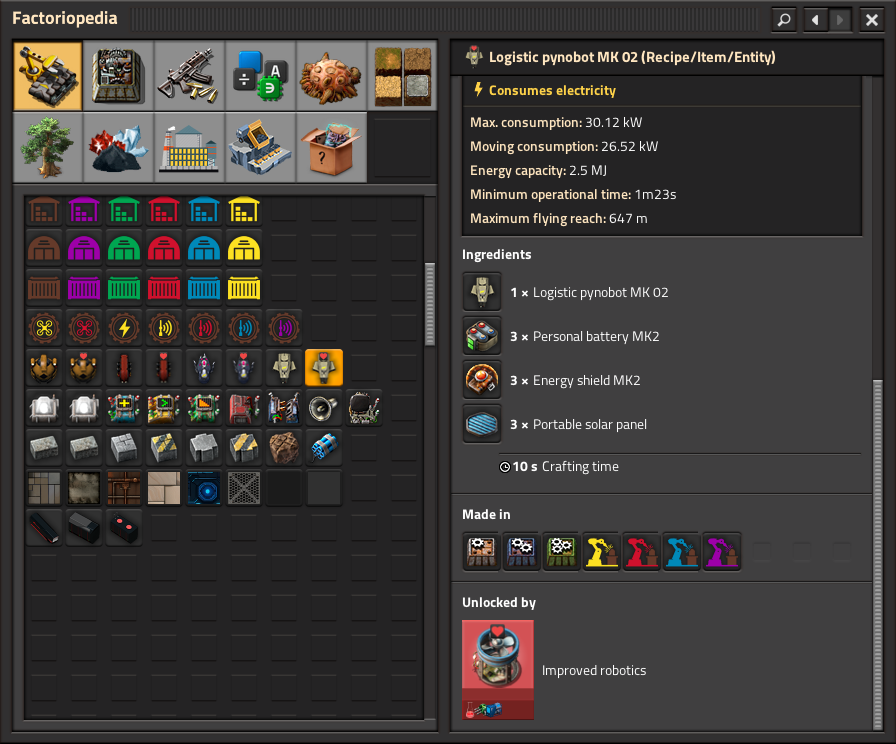 Factoriopedia
Logistic pynobot MK 02 (Recipe/Item/Entity)
Consumes electricity
Max. consumption: 30.12 kW
Moving consumption: 26.52 kW
Energy capacity: 2.5 MJ
Minimum operational time: 1m23s
Maximum flying reach: 647 m
Ingredients
1 × Logistic pynobot MK 02
3 × Personal battery MK2
3 × Energy shield MK2
3 × Portable solar panel
10 s Crafting time
Made in
Unlocked by
Improved robotics